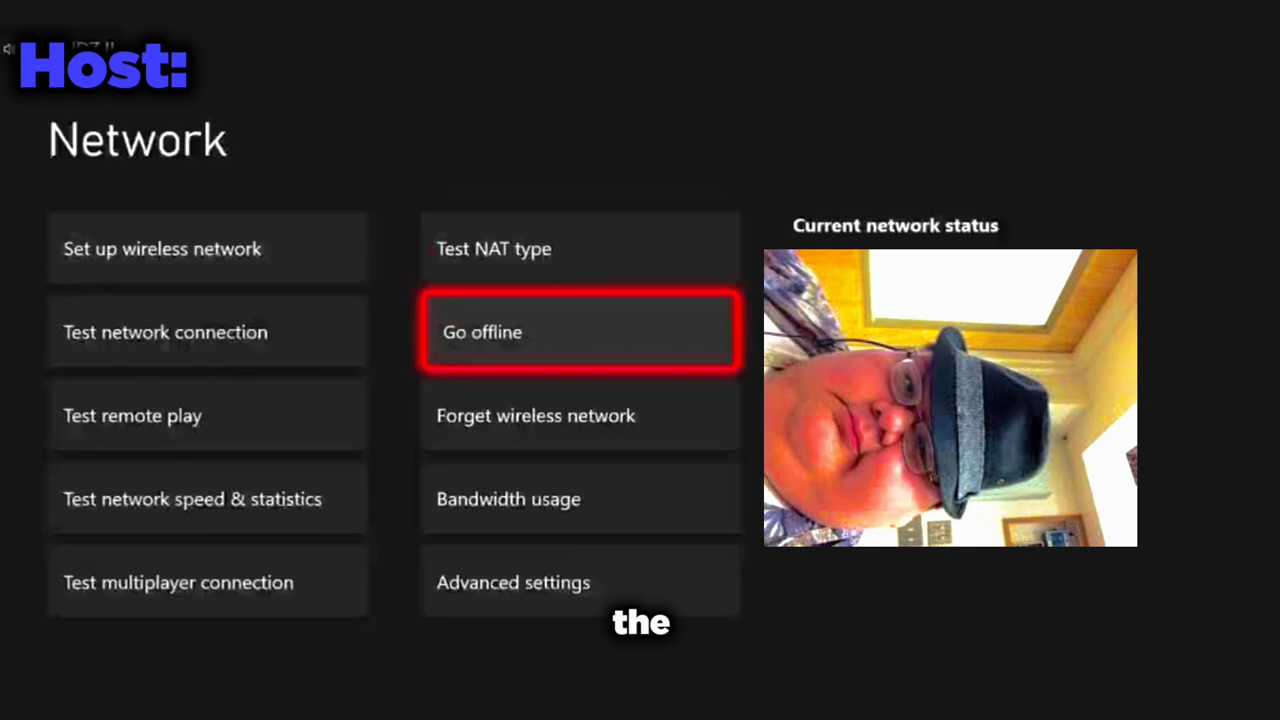 Host:
Network
Set up wireless network
Test network connection
Test remote play
Test network speed & statistics
Test multiplayer connection
Test NAT type
Go offline
Forget wireless network
Bandwidth usage
Advanced settings
Current network status
the